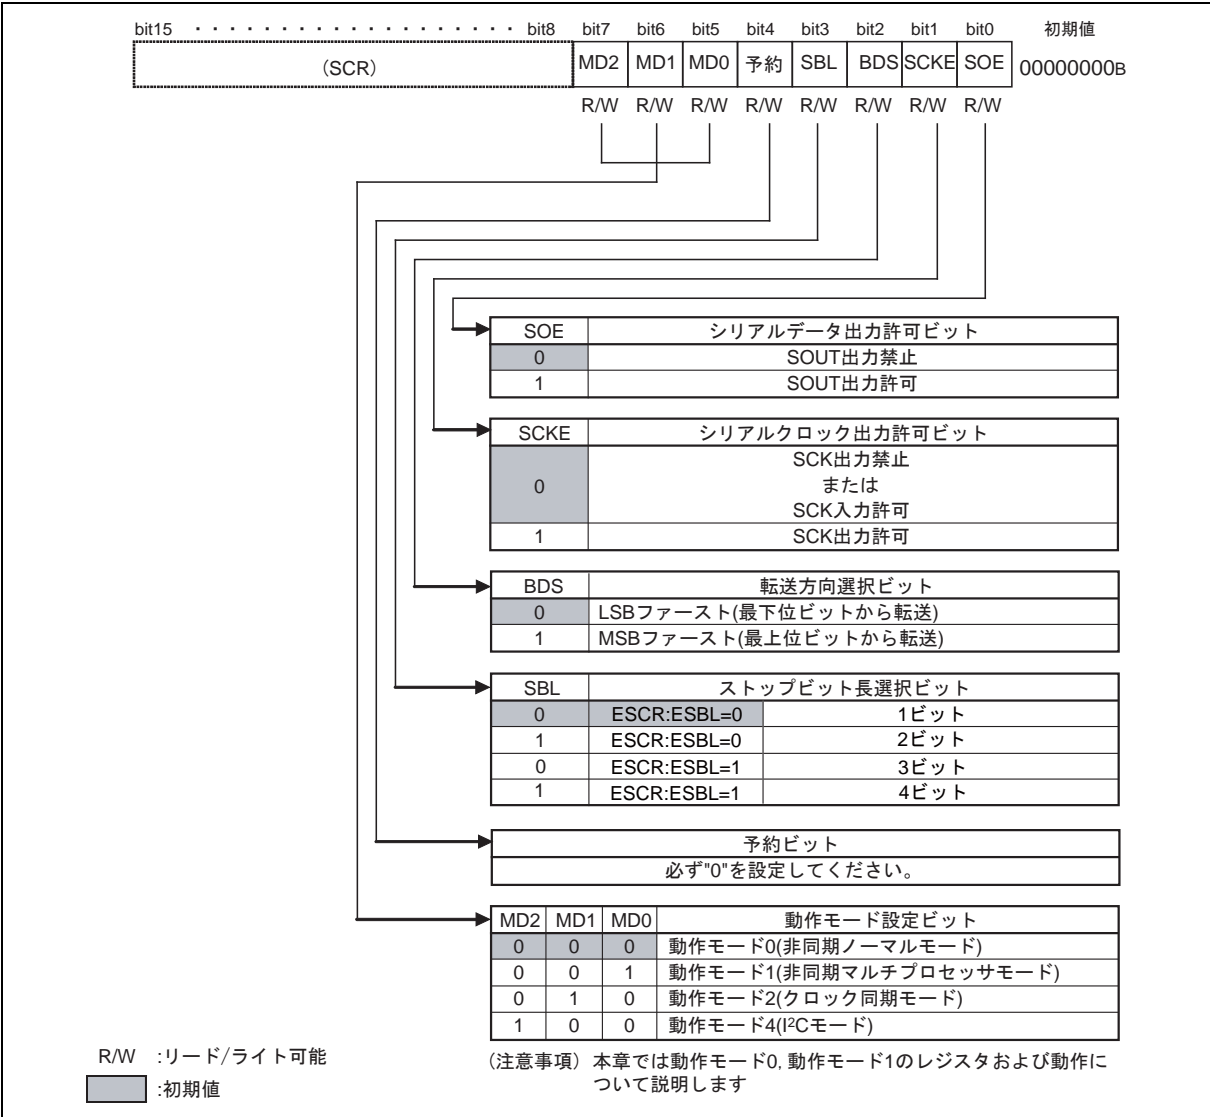 bit15 ・・・・・・・・・・・・・・・・・・・・ bit8 bit7 bit6 bit5 bit4 bit3 bit2 bit1 bit0 初期値
(SCR) MD2 MD1 MD0 予約 SBL BDS SCKE SOE 00000000B
R/W R/W R/W R/W R/W R/W R/W R/W
SOE シリアルデータ出力許可ビット
0 SOUT出力禁止
1 SOUT出力許可
SCKE シリアルクロック出力許可ビット
0 SCK出力禁止
または
SCK入力許可
1 SCK出力許可
BDS 転送方向選択ビット
0 LSBファースト(最下位ビットから転送)
1 MSBファースト(最上位ビットから転送)
SBL ストップビット長選択ビット
0 ESCR:ESBL=0 1ビット
1 ESCR:ESBL=0 2ビット
0 ESCR:ESBL=1 3ビット
1 ESCR:ESBL=1 4ビット
予約ビット
必ず"0"を設定してください。
MD2 MD1 MD0 動作モード設定ビット
0 0 0 動作モード0(非同期ノーマルモード)
0 0 1 動作モード1(非同期マルチプロセッサモード)
0 1 0 動作モード2(クロック同期モード)
1 0 0 動作モード4(I²Cモード)
R/W :リード/ライト可能
:初期値
(注意事項) 本章では動作モード0, 動作モード1のレジスタおよび動作に
ついて説明します